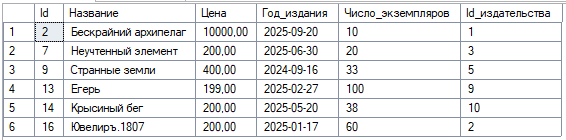 Id Название Цена Год_издания Число_экземпляров Id_издательства
1 2 Бескрайний архипелаг 10000,00 2025-09-20 10 1
2 7 Неучтенный элемент 200,00 2025-06-30 20 3
3 9 Странные земли 400,00 2024-09-16 33 5
4 13 Егерь 199,00 2025-02-27 100 9
5 14 Крысиный бег 200,00 2025-05-20 38 10
6 16 Ювелиръ.1807 200,00 2025-01-17 60 2